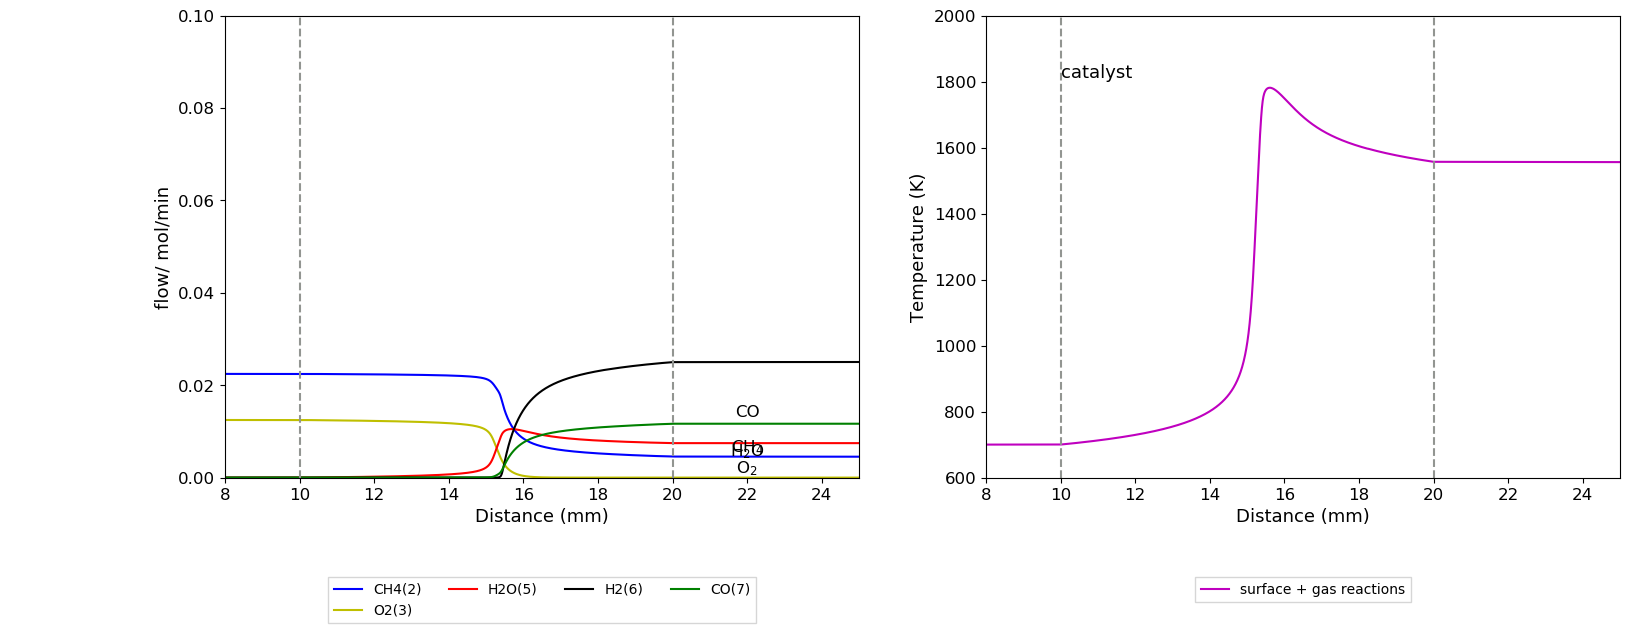 0.10
0.08
0.06
0.04
0.02
0.00
flow/ mol/min
CO
CH4
H2O
O2
8 10 12 14 16 18 20 22 24
Distance (mm)
CH4(2) H2O(5) H2(6) CO(7)
O2(3)
2000
1800
1600
1400
1200
1000
800
600
Temperature (K)
catalyst
8 10 12 14 16 18 20 22 24
Distance (mm)
surface + gas reactions